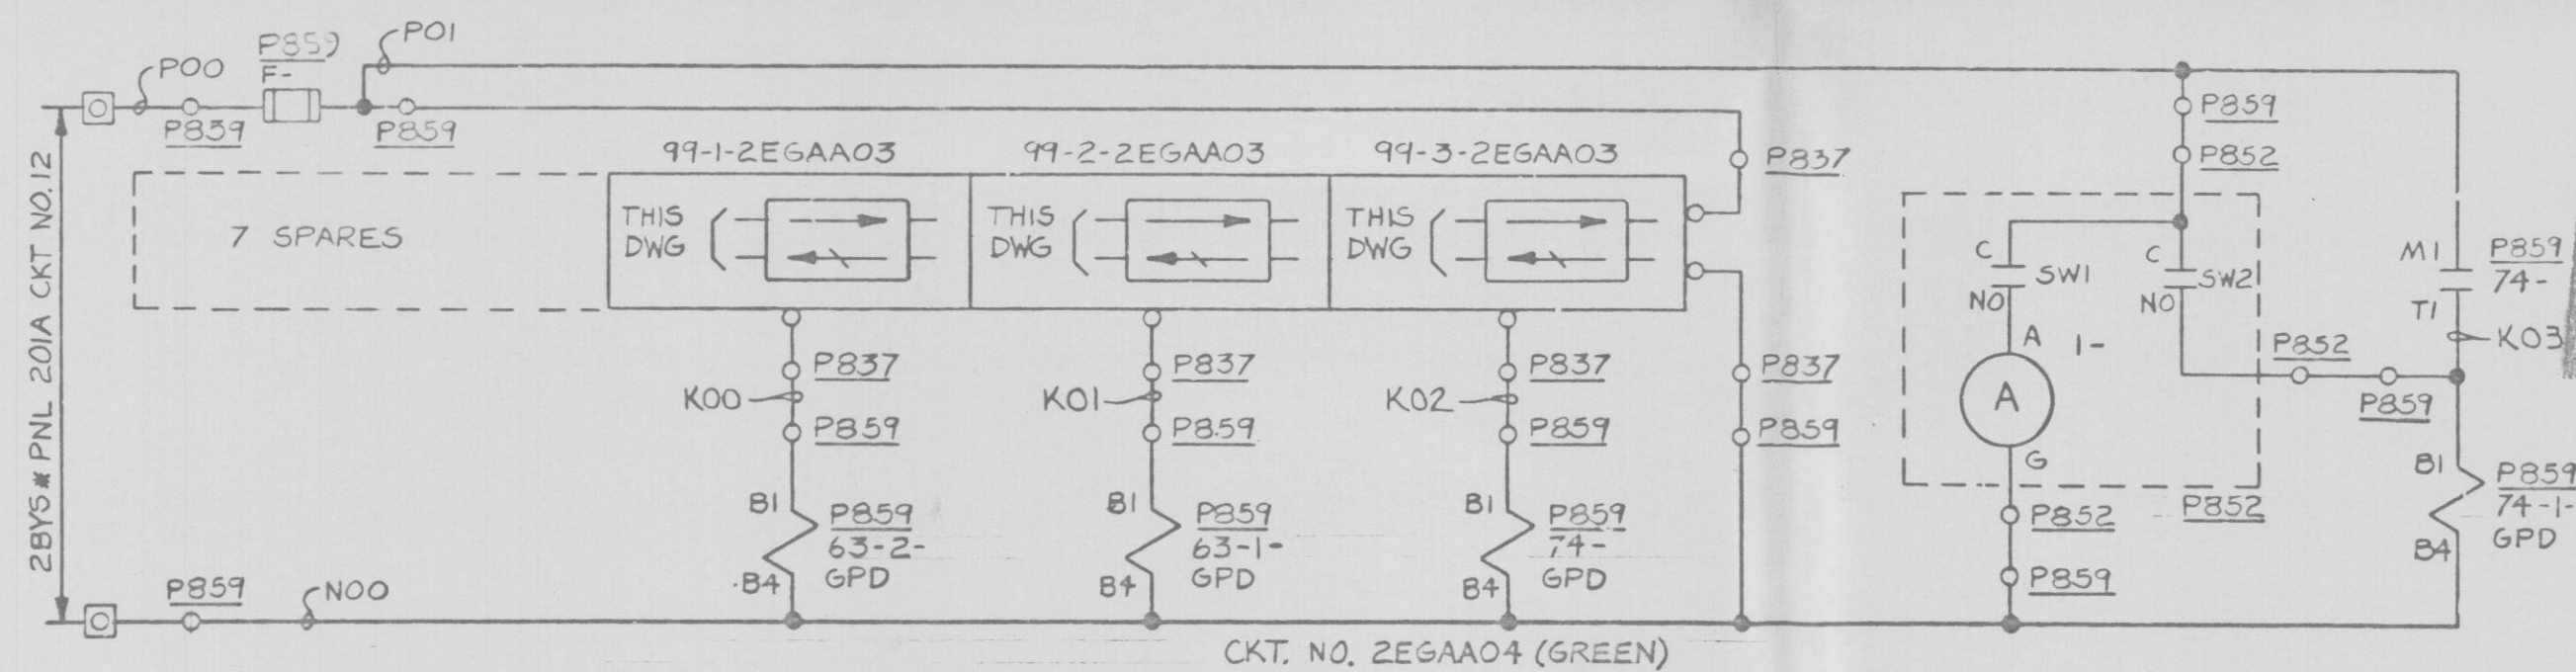 P00
P859
F-
P01
P839
P859
2BYS* PNL 201A CKT NO.12
7 SPARES
99-1-2EGAA03
99-2-2EGAA03
99-3-2EGAA03
THIS
DWG
THIS
DWG
THIS
DWG
P837
P859
P852
C
SW1
NO
C
SW2
NO
M1
P859
74-
T1
K03
A
1-
P852
P859
A
G
P837
K00
P859
P837
K01
P859
P837
K02
P859
P837
P859
B1
P859
63-2-
GPD
B4
B1
P859
63-1-
GPD
B4
B1
P859
74-
GPD
B4
P852
P859
P852
B1
P859
74-1-
GPD
B4
P859
N00
CKT. NO. 2EGAA04 (GREEN)